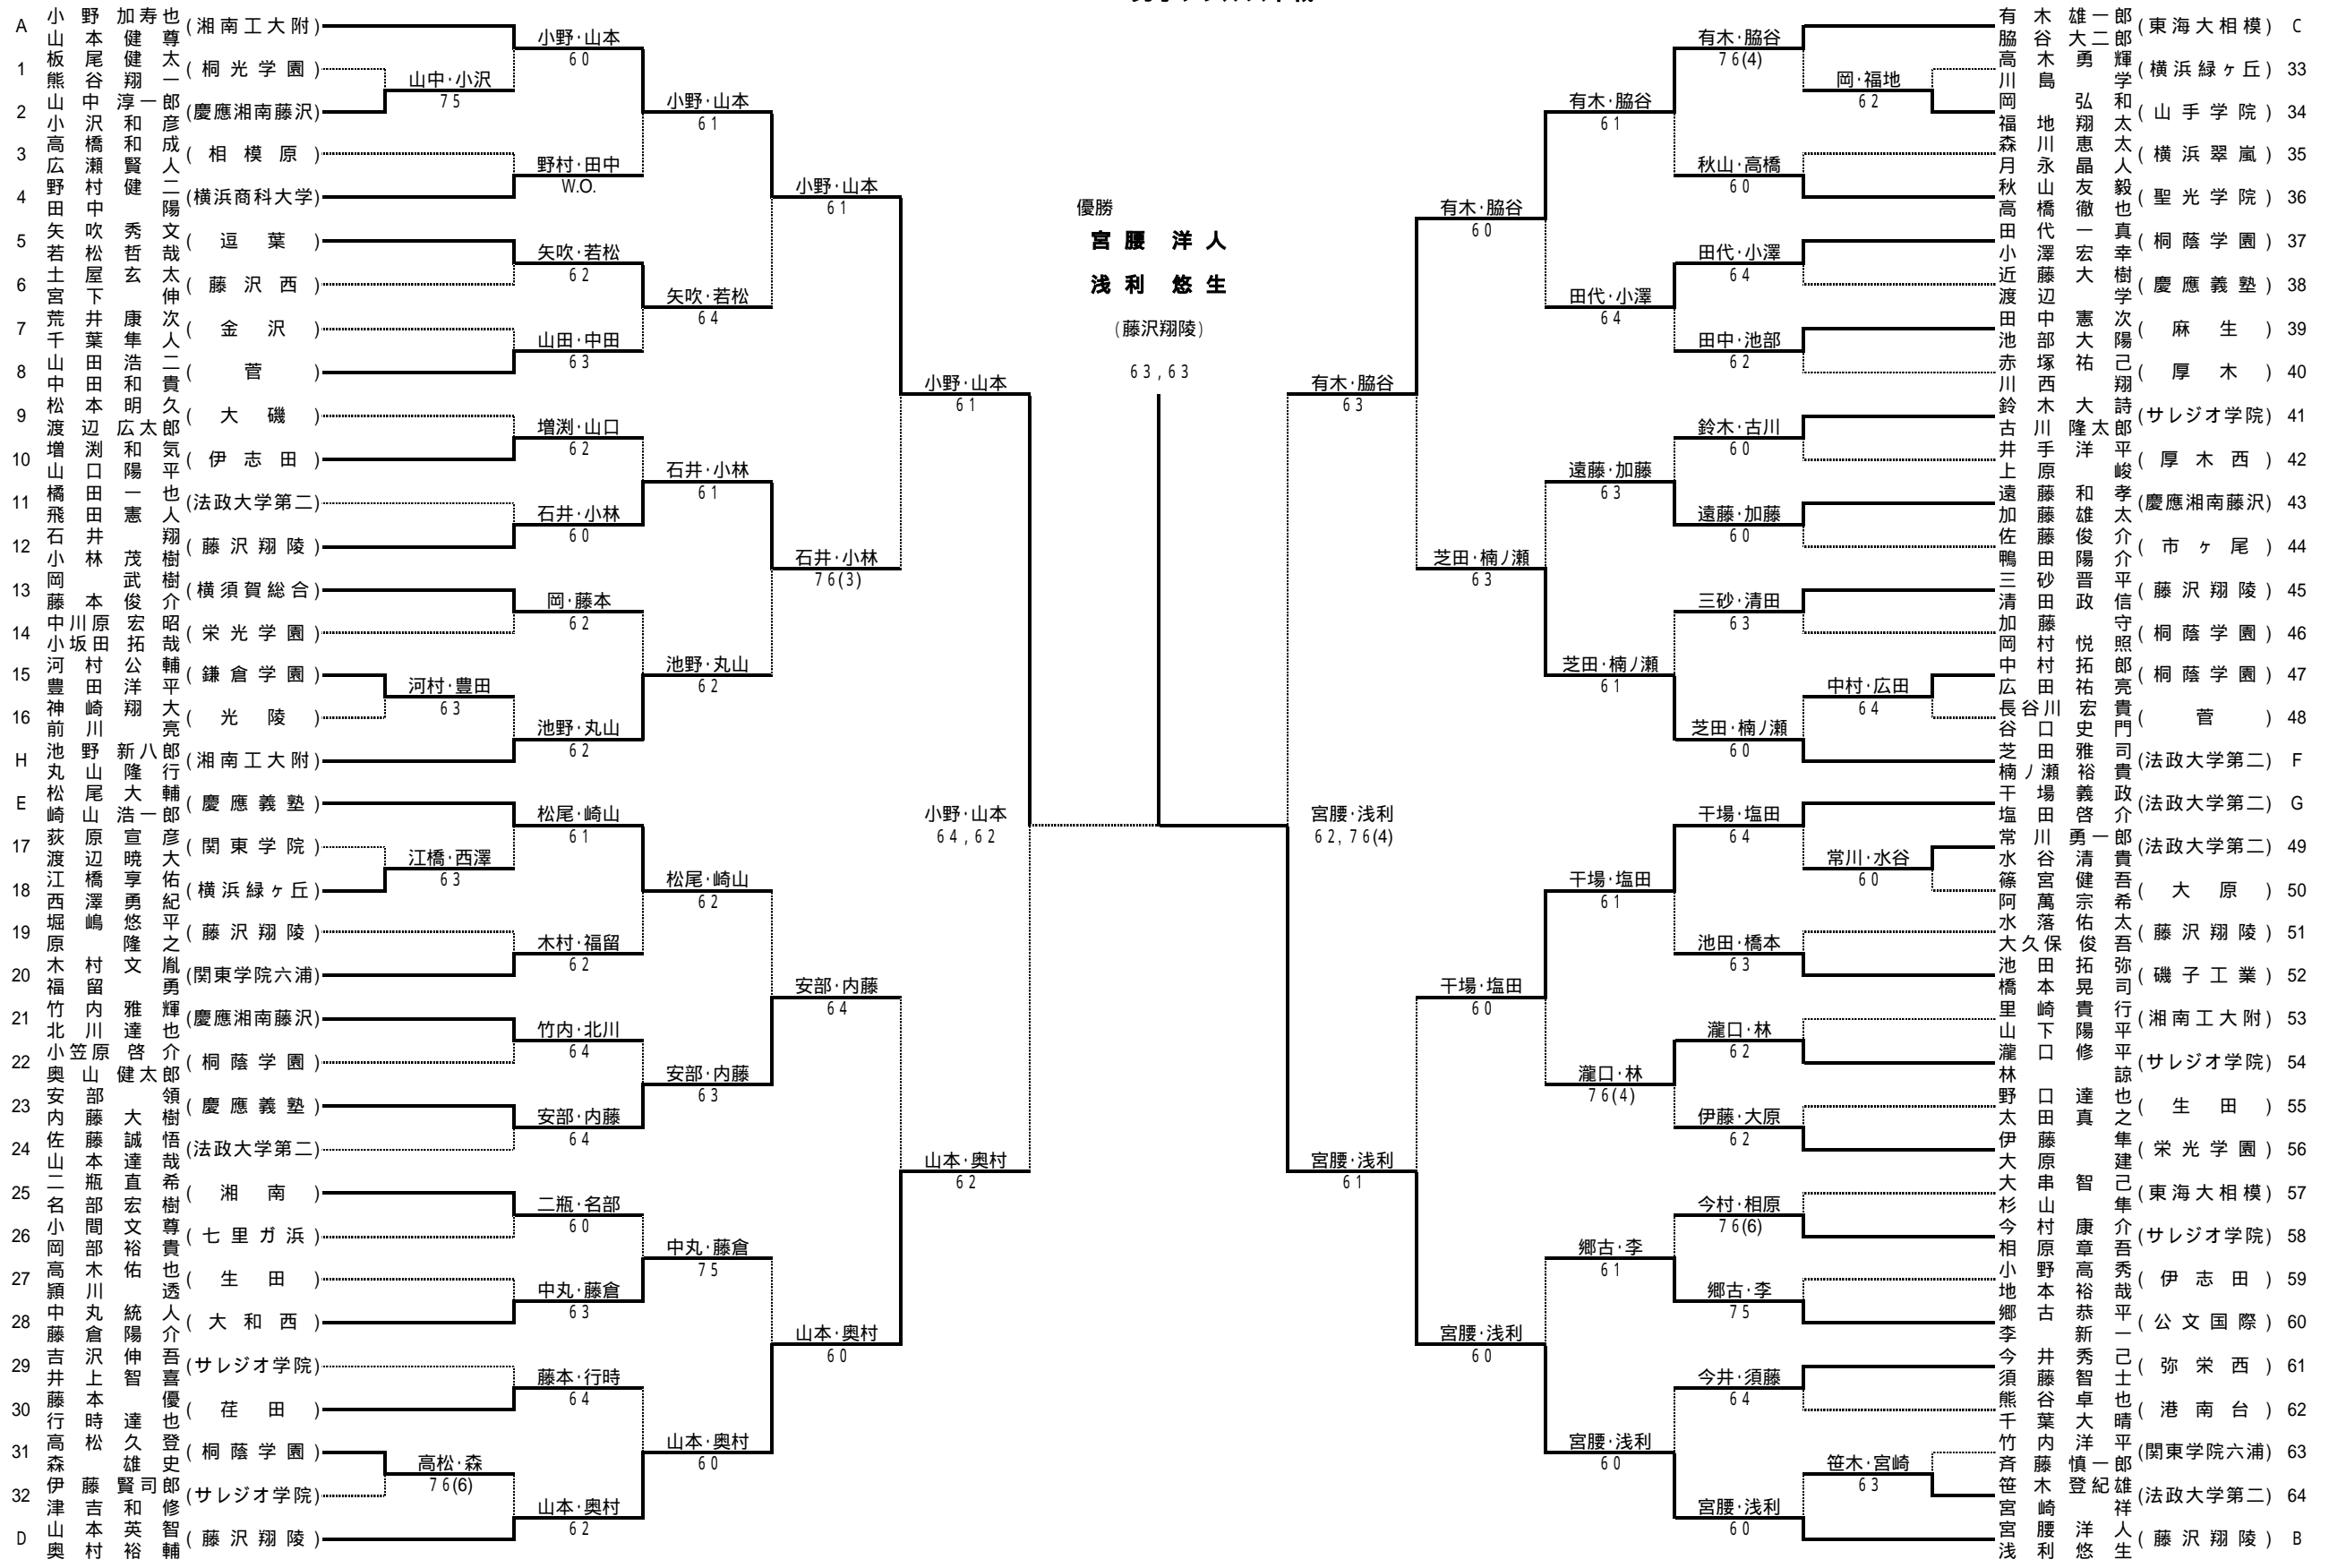 A 小野 加寿也 (湘南工大附)
山本 健尊
1 板尾 健太 (桐光学園)
熊谷 翔一
2 山中 淳一郎 (慶應湘南藤沢)
小沢 和彦
3 高橋 和成 (相模原)
広瀬 賢人
4 野村 健二 (横浜商科大学)
田中 陽
5 矢吹 秀文 (逗葉)
若松 哲哉
6 土屋 玄太 (藤沢西)
宮下 伸
7 荒井 康次 (金沢)
千葉 隼人
8 山田 浩二 (菅)
中田 和貴
9 松本 明久 (大磯)
渡辺 広太郎
10 増渕 和気 (伊志田)
山口 陽平
11 橘田 一也 (法政大学第二)
飛田 憲人
12 石井 翔 (藤沢翔陵)
小林 茂樹
13 岡 武樹 (横須賀総合)
藤本 俊介
14 中川原 宏昭 (栄光学園)
小坂田 拓哉
15 河村 公輔 (鎌倉学園)
豊田 洋平
16 神崎 翔大 (光陵)
前川 亮
H 池野 新八郎 (湘南工大附)
丸山 隆行
E 松尾 大輔 (慶應義塾)
崎山 浩一郎
17 荻原 宣彦 (関東学院)
渡辺 暁大
18 江橋 享佑 (横浜緑ヶ丘)
西澤 勇紀
19 堀嶋 悠平 (藤沢翔陵)
原 隆之
20 木村 文胤 (関東学院六浦)
福留 勇
21 竹内 雅輝 (慶應湘南藤沢)
北川 達也
22 小笠原 啓介 (桐蔭学園)
奥山 健太郎
23 安部 領 (慶應義塾)
内藤 大樹
24 佐藤 誠悟 (法政大学第二)
山本 達哉
25 二瓶 直希 (湘南)
名部 宏樹
26 小間 文尊 (七里ガ浜)
岡部 裕貴
27 高木 佑也 (生田)
頴川 透
28 中丸 統人 (大和西)
藤倉 陽介
29 吉沢 伸吾 (サレジオ学院)
井上 智喜
30 藤本 優 (荏田)
行時 達也
31 高松 久登 (桐蔭学園)
森 雄史
32 伊藤 賢司郎 (サレジオ学院)
津吉 和修
D 山本 英智 (藤沢翔陵)
奥村 裕輔
山中・小沢
75
河村・豊田
63
江橋・西澤
63
高松・森
76(6)
小野・山本
60
野村・田中
W.O.
矢吹・若松
62
山田・中田
63
増渕・山口
62
石井・小林
60
岡・藤本
62
池野・丸山
62
松尾・崎山
61
木村・福留
62
竹内・北川
64
安部・内藤
64
二瓶・名部
60
中丸・藤倉
63
藤本・行時
64
山本・奥村
62
小野・山本
61
矢吹・若松
64
石井・小林
61
池野・丸山
62
松尾・崎山
62
安部・内藤
63
中丸・藤倉
75
山本・奥村
60
小野・山本
61
石井・小林
76(3)
安部・内藤
64
山本・奥村
60
小野・山本
61
山本・奥村
62
小野・山本
64,62
優勝
宮腰 洋人
浅利 悠生
(藤沢翔陵)
63,63
宮腰・浅利
62,76(4)
有木・脇谷
63
宮腰・浅利
61
有木・脇谷
60
芝田・楠ノ瀬
63
干場・塩田
60
宮腰・浅利
60
有木・脇谷
61
田代・小澤
64
遠藤・加藤
63
芝田・楠ノ瀬
61
干場・塩田
61
瀧口・林
76(4)
郷古・李
61
宮腰・浅利
60
有木・脇谷
76(4)
秋山・高橋
60
田代・小澤
64
田中・池部
62
鈴木・古川
60
遠藤・加藤
60
三砂・清田
63
芝田・楠ノ瀬
60
干場・塩田
64
池田・橋本
63
瀧口・林
62
伊藤・大原
62
今村・相原
76(6)
郷古・李
75
今井・須藤
64
宮腰・浅利
60
岡・福地
62
中村・広田
64
常川・水谷
60
笹木・宮崎
63
有木 雄一郎 (東海大相模) C
脇谷 大二郎
高木 勇輝 (横浜緑ヶ丘) 33
川島 学
岡 弘和 (山手学院) 34
福地 翔太
森川 恵太 (横浜翠嵐) 35
月永 晶人
秋山 友毅 (聖光学院) 36
高橋 徹也
田代 一真 (桐蔭学園) 37
小澤 宏幸
近藤 大樹 (慶應義塾) 38
渡辺 学
田中 憲次 (麻生) 39
池部 大陽
赤塚 祐己 (厚木) 40
川西 翔
鈴木 大詩 (サレジオ学院) 41
古川 隆太郎
井手 洋平 (厚木西) 42
上原 峻
遠藤 和孝 (慶應湘南藤沢) 43
加藤 雄太
佐藤 俊介 (市ヶ尾) 44
鴨田 陽介
三砂 晋平 (藤沢翔陵) 45
清田 政信
加藤 守 (桐蔭学園) 46
岡村 悦照
中村 拓郎 (桐蔭学園) 47
広田 祐亮
長谷川 宏貴 (菅) 48
谷口 史門
芝田 雅司 (法政大学第二) F
楠ノ瀬 裕貴
干場 義政 (法政大学第二) G
塩田 啓介
常川 勇一郎 (法政大学第二) 49
水谷 清貴
篠宮 健吾 (大原) 50
阿萬 宗希
水落 佑太 (藤沢翔陵) 51
大久保 俊吾
池田 拓弥 (磯子工業) 52
橋本 晃司
里崎 貴行 (湘南工大附) 53
山下 陽平
瀧口 修平 (サレジオ学院) 54
林 諒
野口 達也 (生田) 55
太田 真之
伊藤 隼 (栄光学園) 56
大原 建
大串 智己 (東海大相模) 57
杉山 隼
今村 康介 (サレジオ学院) 58
相原 章吾
小野 高秀 (伊志田) 59
地本 裕哉
郷古 恭平 (公文国際) 60
李 新一
今井 秀己 (弥栄西) 61
須藤 智士
熊谷 卓也 (港南台) 62
千葉 大晴
竹内 洋平 (関東学院六浦) 63
斉藤 慎一郎
笹木 登紀雄 (法政大学第二) 64
宮崎 祥
宮腰 洋人 (藤沢翔陵) B
浅利 悠生